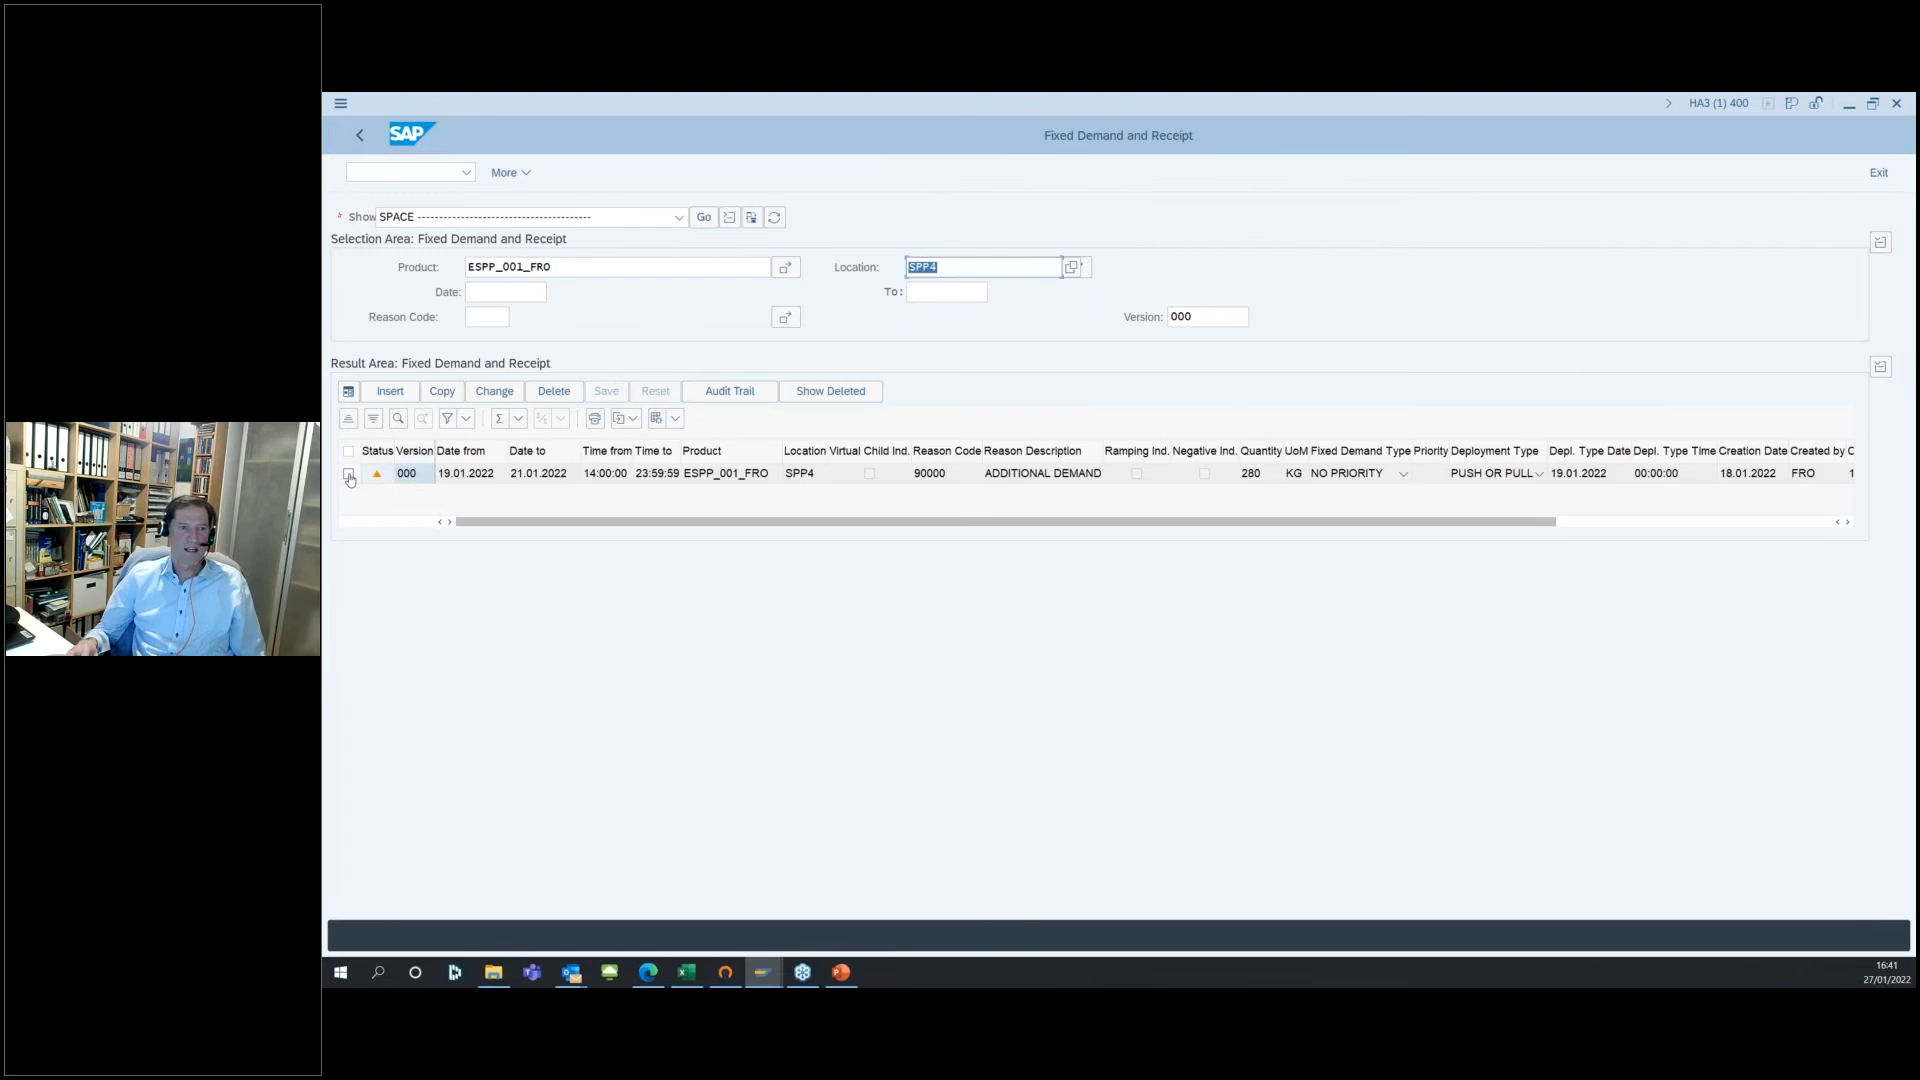 HA3 (1) 400
SAP
Fixed Demand and Receipt
More
Exit
* Show SPACE ----------------------------------------
Go
Selection Area: Fixed Demand and Receipt
Product: ESPP_001_FRO Location: SPP4
Date: To:
Reason Code: Version: 000
Result Area: Fixed Demand and Receipt
Insert Copy Change Delete Save Reset Audit Trail Show Deleted
Status Version Date from Date to Time from Time to Product Location Virtual Child Ind. Reason Code Reason Description Ramping Ind. Negative Ind. Quantity UoM Fixed Demand Type Priority Deployment Type Depl. Type Date Depl. Type Time Creation Date Created by C
000 19.01.2022 21.01.2022 14:00:00 23:59:59 ESPP_001_FRO SPP4 90000 ADDITIONAL DEMAND 280 KG NO PRIORITY PUSH OR PULL 19.01.2022 00:00:00 18.01.2022 FRO 1
16:41
27/01/2022